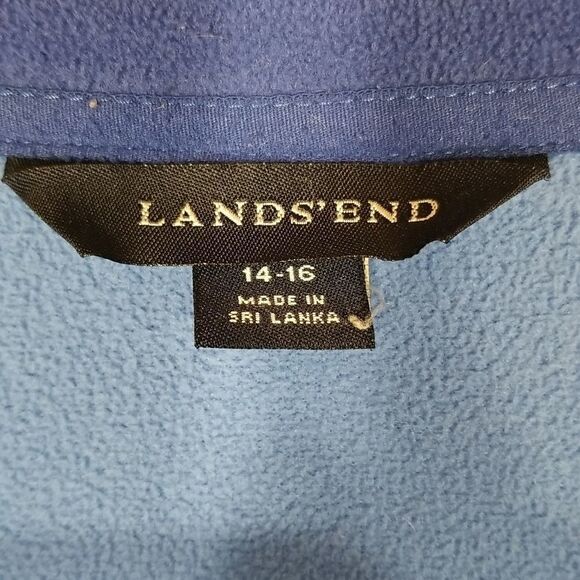 LANDS'END
14-16
MADE IN
SRI LANKA